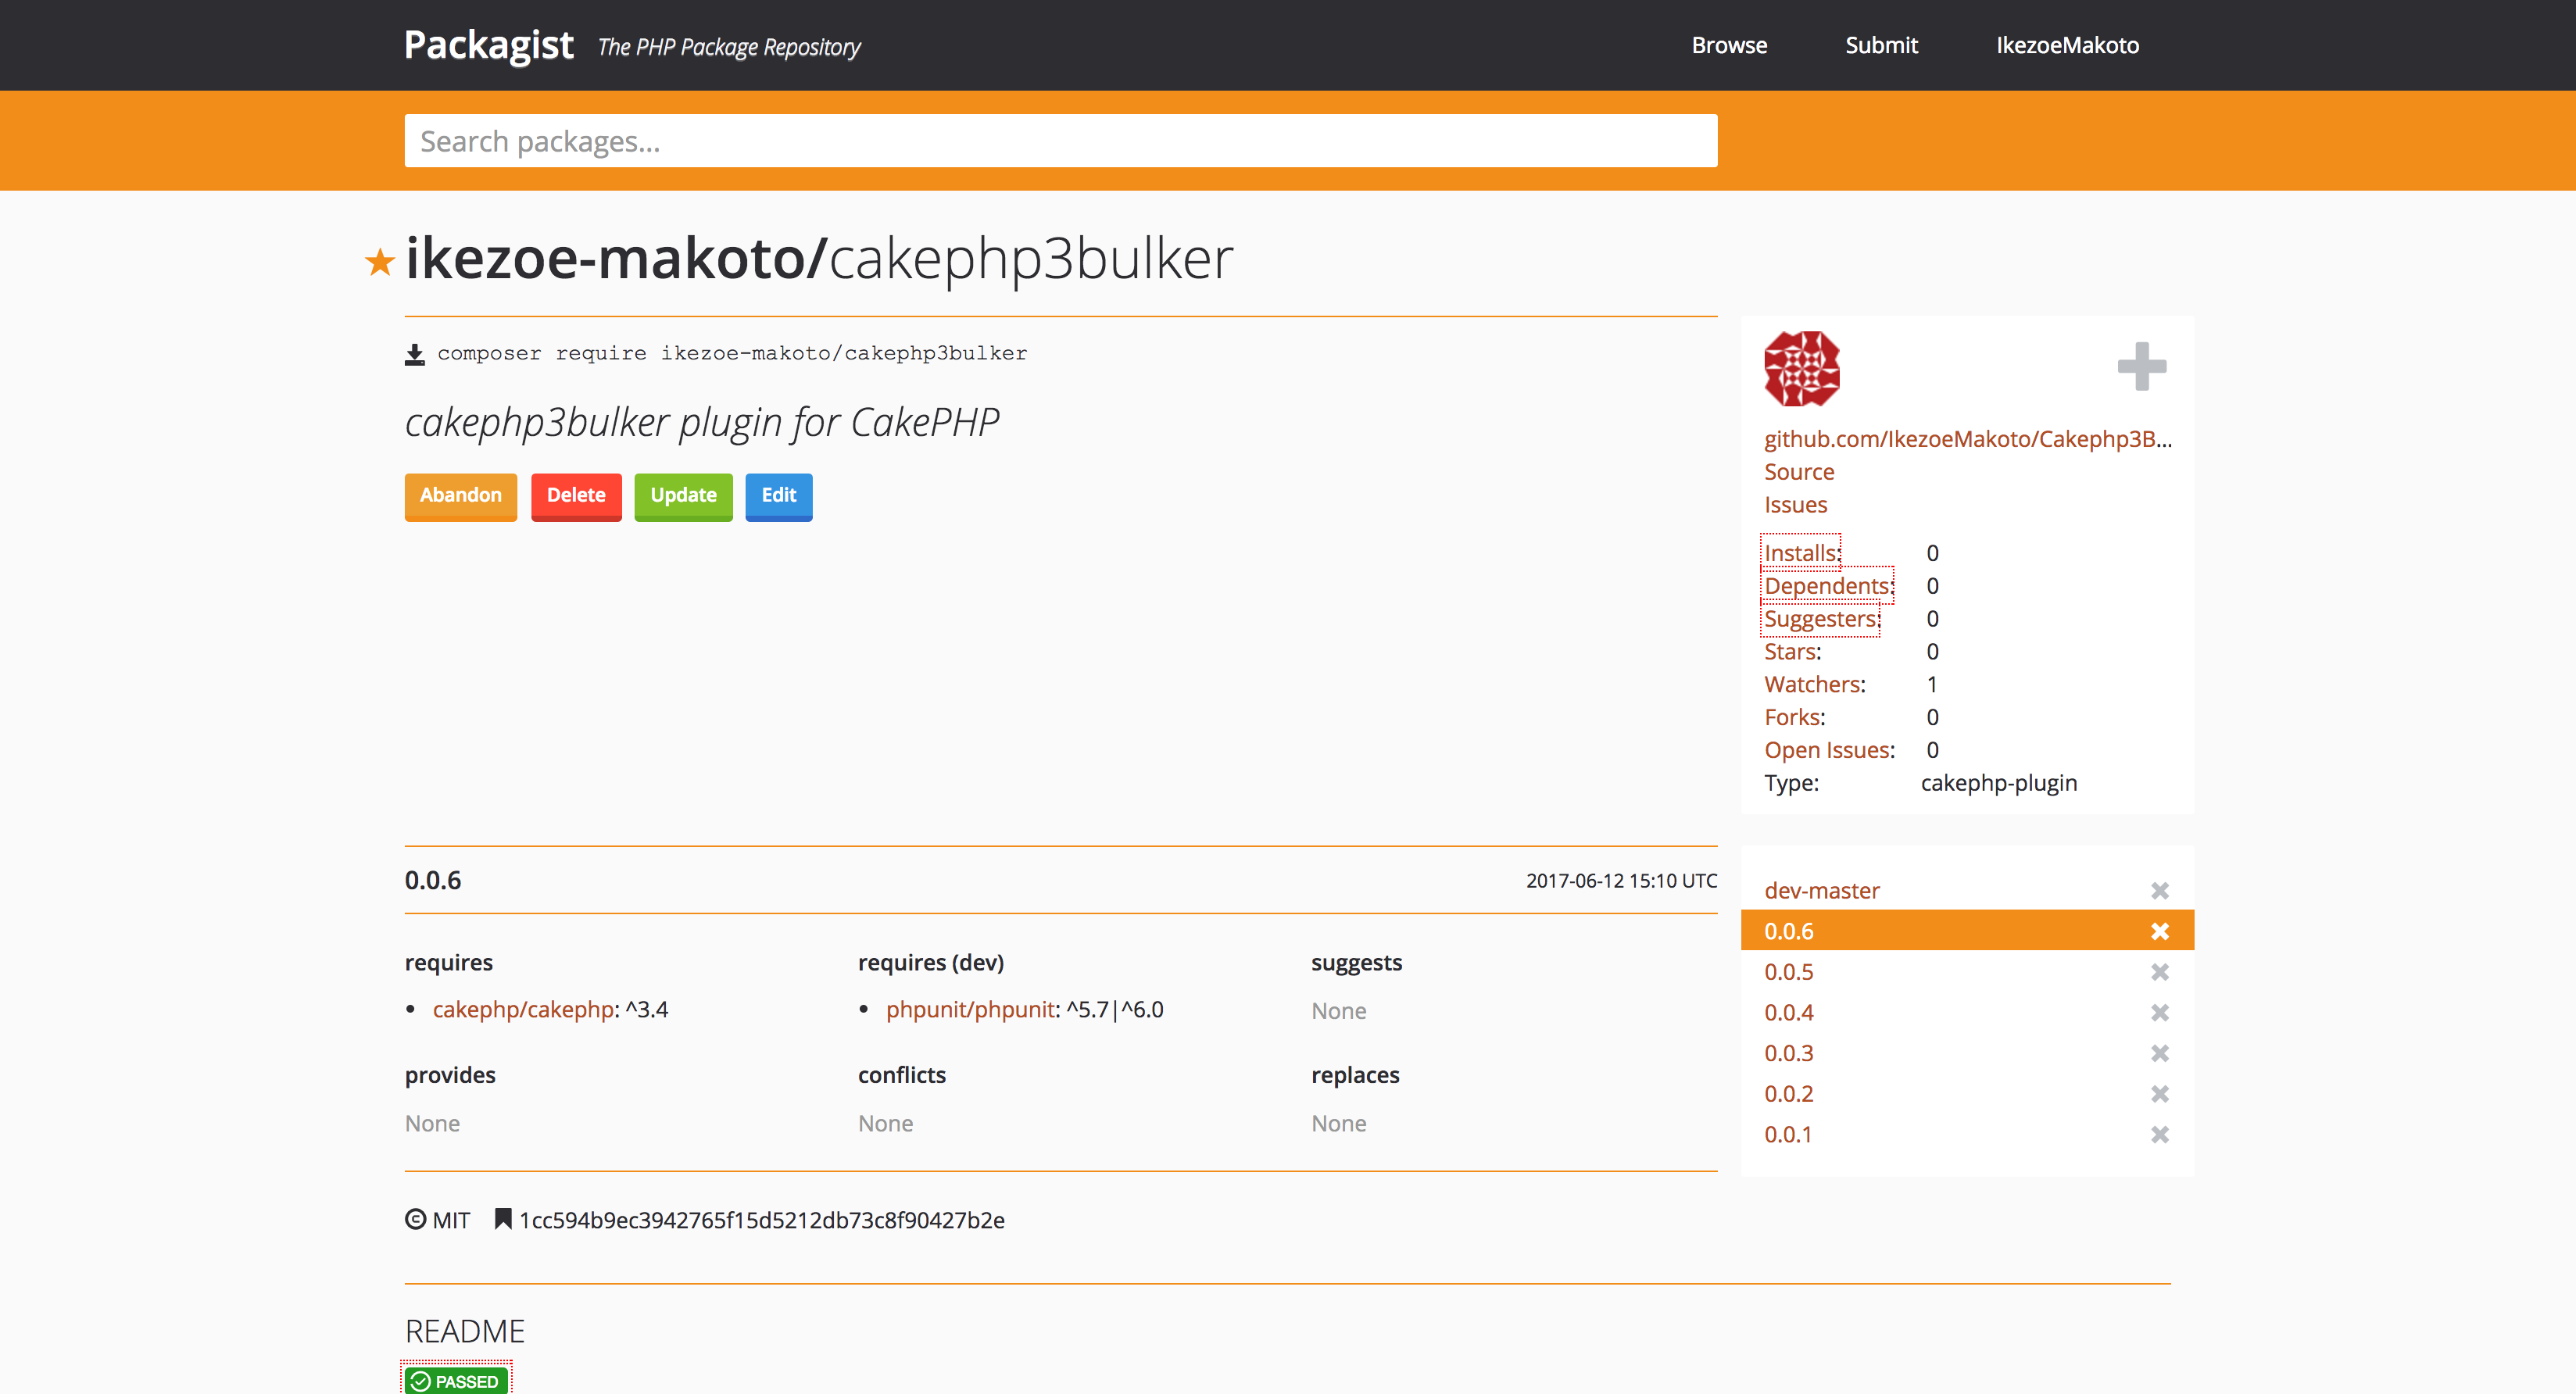 Packagist The PHP Package Repository
Browse Submit IkezoeMakoto
Search packages...
ikezoe-makoto/cakephp3bulker
composer require ikezoe-makoto/cakephp3bulker
cakephp3bulker plugin for CakePHP
Abandon Delete Update Edit
github.com/IkezoeMakoto/Cakephp3B...
Source
Issues
Installs: 0
Dependents: 0
Suggesters: 0
Stars: 0
Watchers: 1
Forks: 0
Open Issues: 0
Type: cakephp-plugin
0.0.6 2017-06-12 15:10 UTC
requires
cakephp/cakephp: ^3.4
requires (dev)
phpunit/phpunit: ^5.7|^6.0
suggests
None
provides
None
conflicts
None
replaces
None
MIT 1cc594b9ec3942765f15d5212db73c8f90427b2e
dev-master
0.0.6
0.0.5
0.0.4
0.0.3
0.0.2
0.0.1
README
PASSED